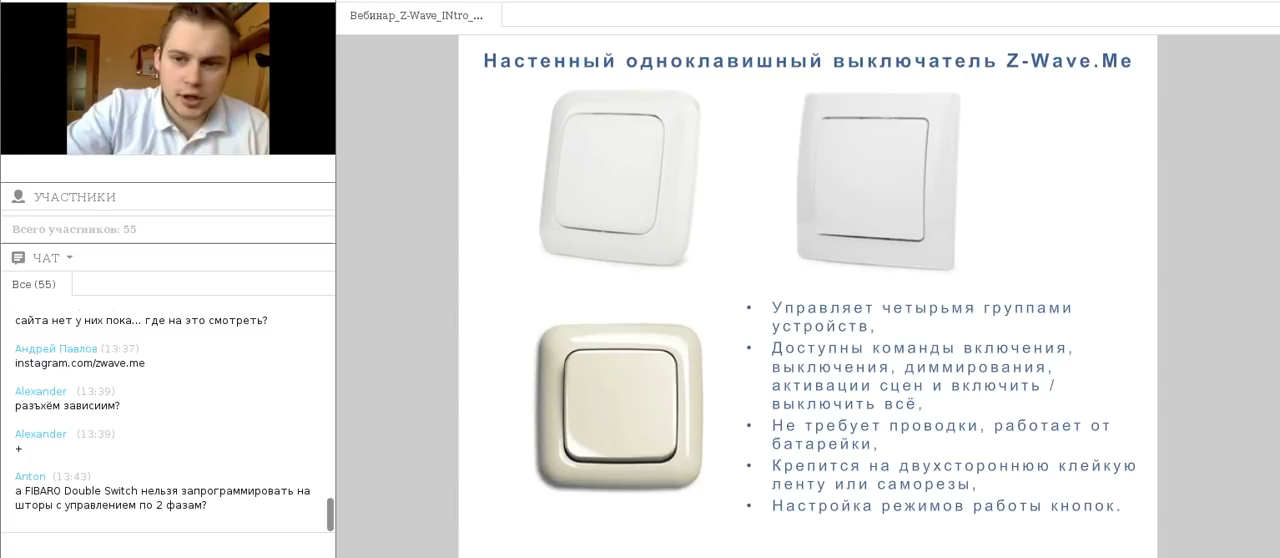 Вебинар_Z-Wave_INtro_...
УЧАСТНИКИ
Всего участников: 55
ЧАТ
Все (55)
сайта нет у них пока... где на это смотреть?
Андрей Павлов (13:37)
instagram.com/zwave.me
Alexander (13:39)
разъхём зависиим?
Alexander (13:39)
+
Anton (13:43)
а FIBARO Double Switch нельзя запрограммировать на
шторы с управлением по 2 фазам?
Настенный одноклавишный выключатель Z-Wave.Me
• Управляет четырьмя группами
устройств,
• Доступны команды включения,
выключения, диммирования,
активации сцен и включить /
выключить всё,
• Не требует проводки, работает от
батарейки,
• Крепится на двухстороннюю клейкую
ленту или саморезы,
• Настройка режимов работы кнопок.